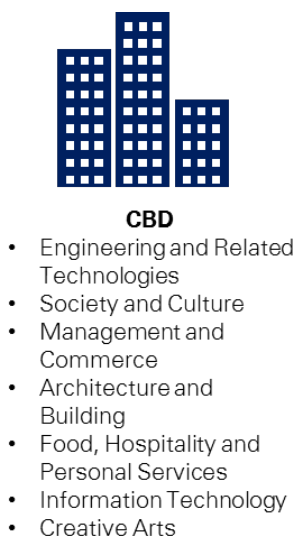 CBD
• Engineering and Related
Technologies
• Society and Culture
• Management and
Commerce
• Architecture and
Building
• Food, Hospitality and
Personal Services
• Information Technology
• Creative Arts